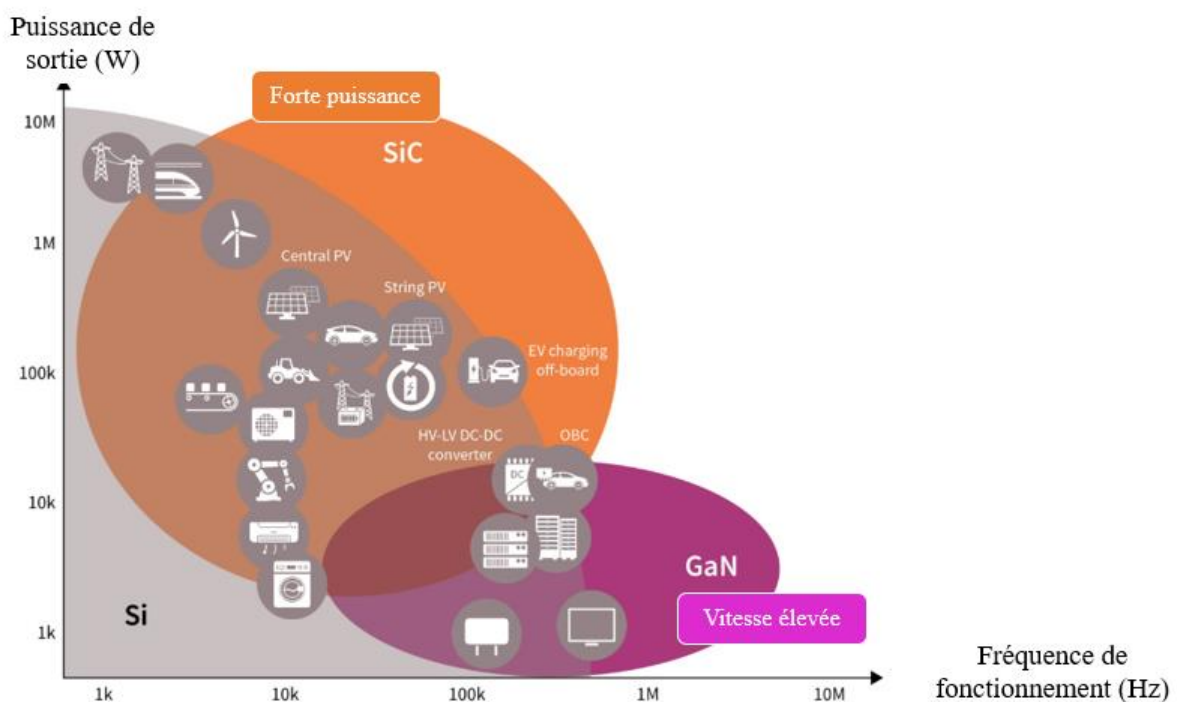 Puissance de
sortie (W)
Forte puissance
10M
SiC
1M
Central PV
String PV
EV charging
off-board
100k
HV-LV DC-DC
converter
OBC
DC
10k
GaN
Si
Vitesse élevée
1k
1k
10k
100k
1M
10M
Fréquence de
fonctionnement (Hz)